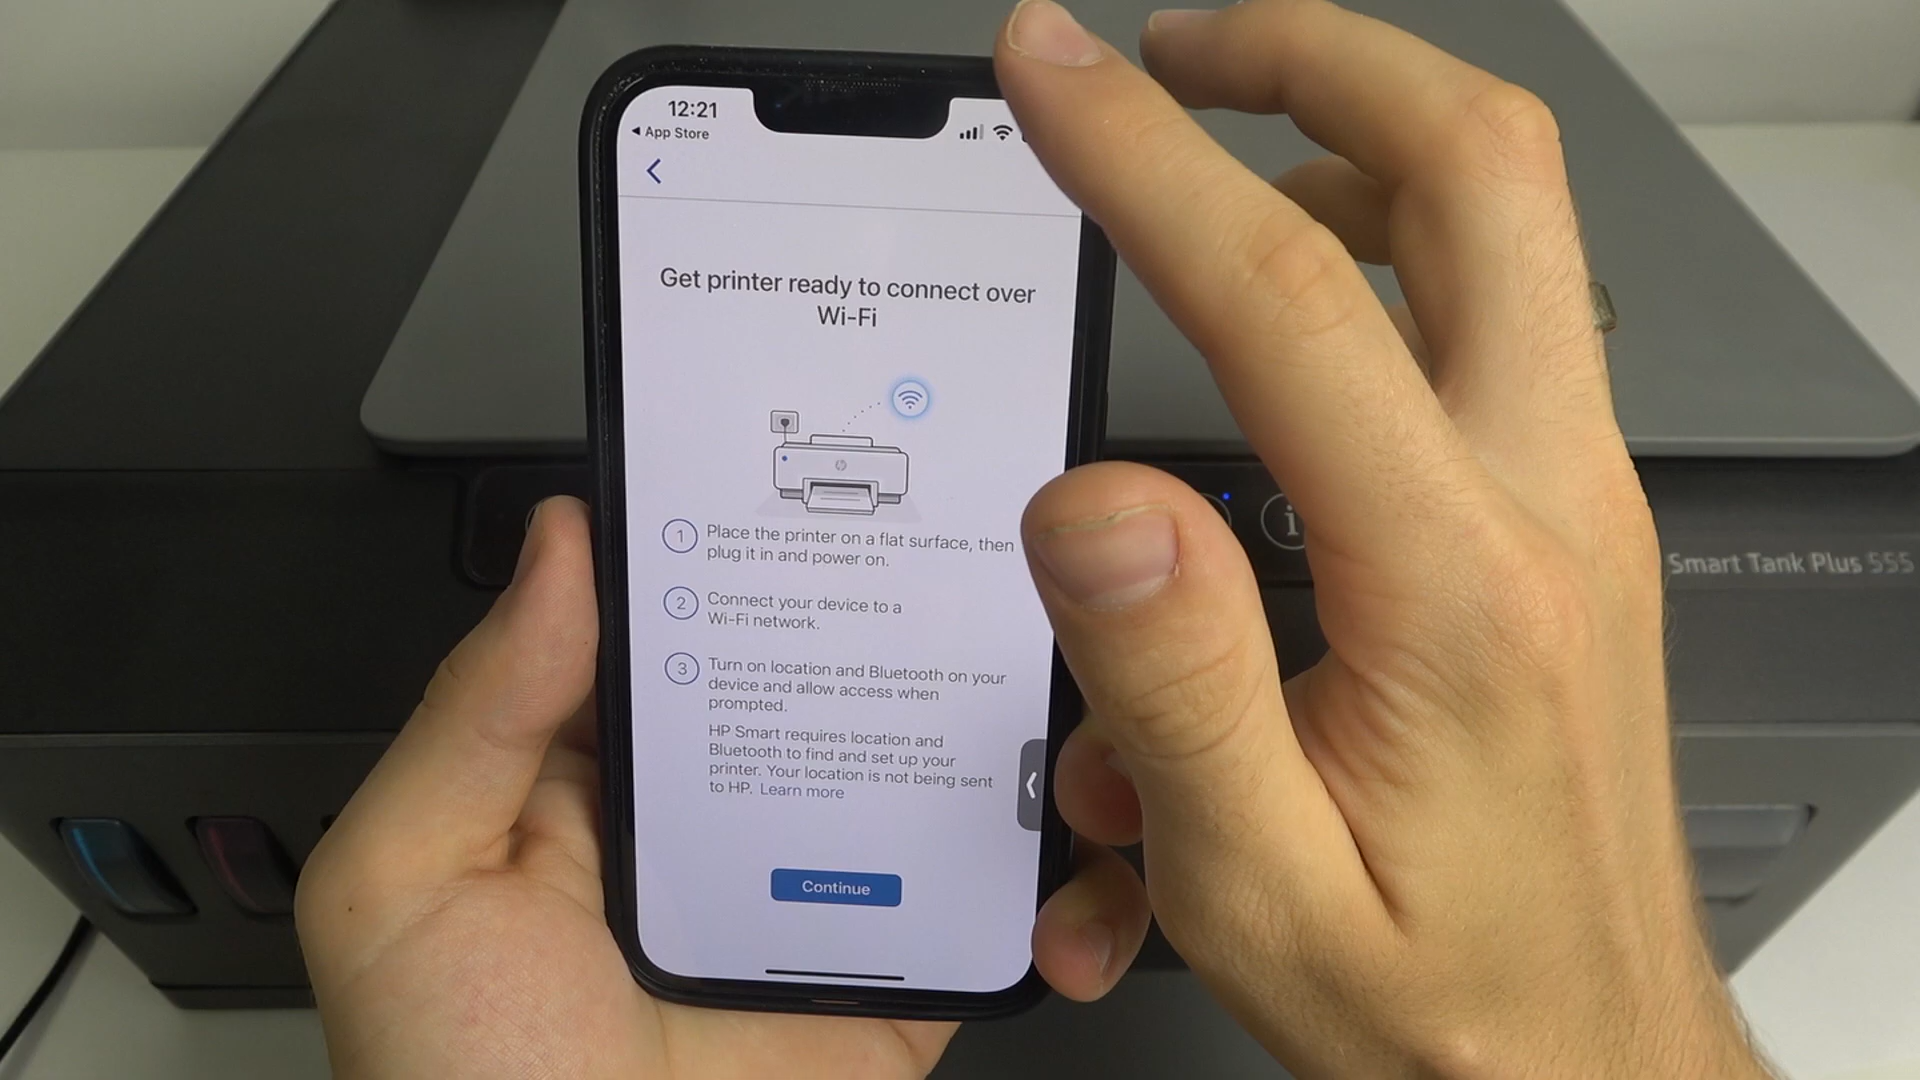 12:21
App Store
Get printer ready to connect over
Wi-Fi
hp
1
Place the printer on a flat surface, then
plug it in and power on.
2
Connect your device to a
Wi-Fi network.
3
Turn on location and Bluetooth on your
device and allow access when
prompted.
HP Smart requires location and
Bluetooth to find and set up your
printer. Your location is not being sent
to HP. Learn more
Continue
i
Smart Tank Plus 555